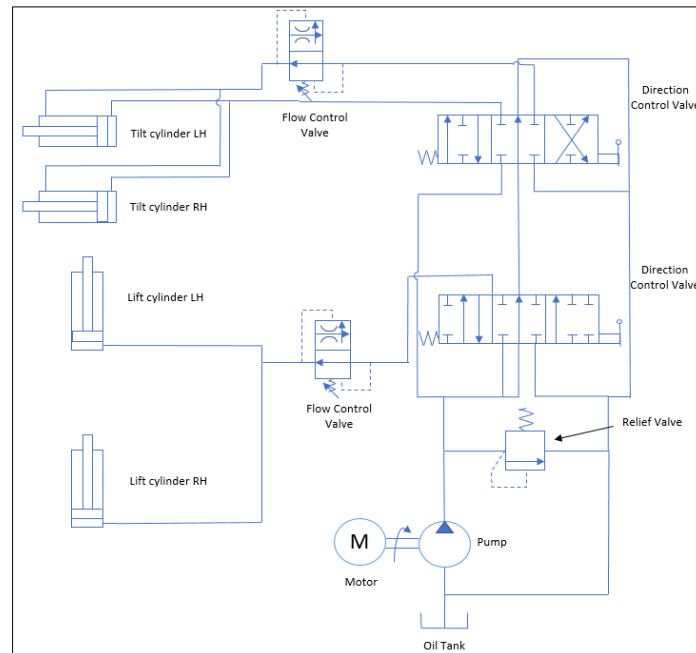 Direction
Control Valve
Flow Control
Valve
Tilt cylinder LH
Tilt cylinder RH
Direction
Control Valve
Lift cylinder LH
Flow Control
Valve
Relief Valve
Lift cylinder RH
M
Pump
Motor
Oil Tank